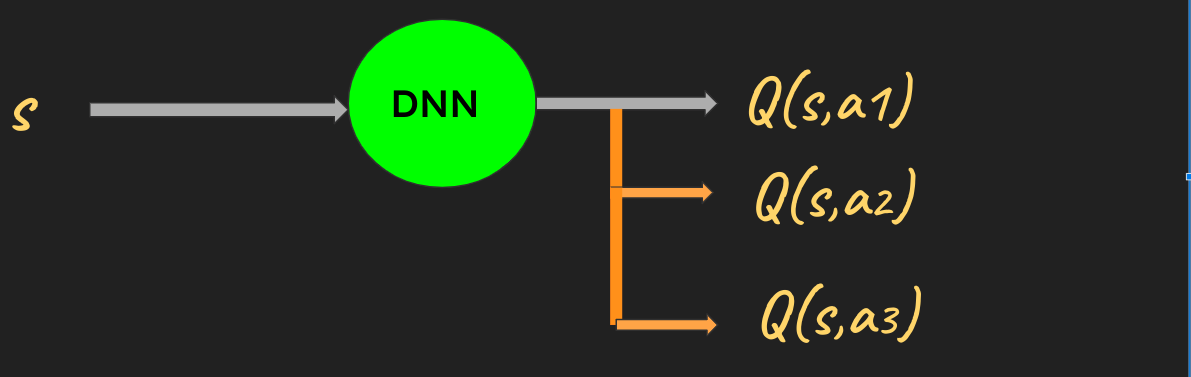 s
DNN
Q(s,a1)
Q(s,a2)
Q(s,a3)